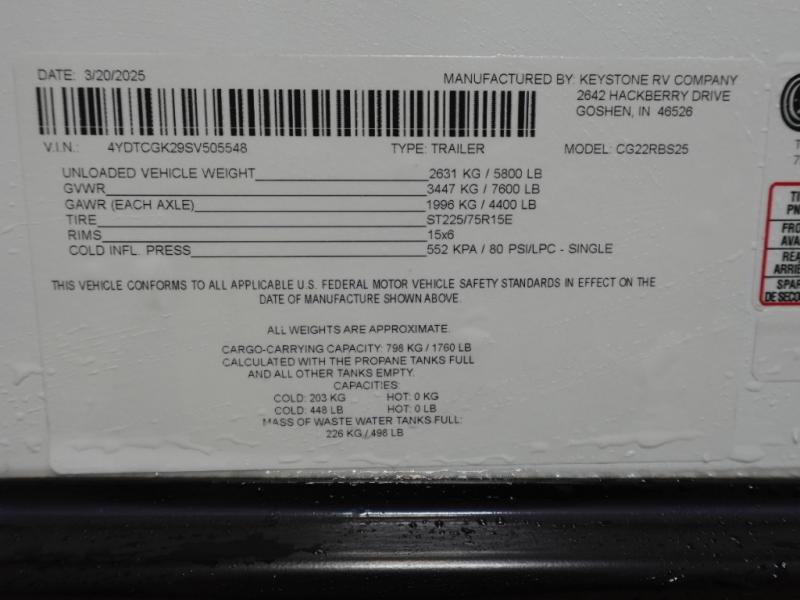 DATE: 3/20/2025
MANUFACTURED BY: KEYSTONE RV COMPANY
2642 HACKBERRY DRIVE
GOSHEN, IN 46526
V.I.N.: 4YDTCGK29SV505548 TYPE: TRAILER MODEL: CG22RBS25
UNLOADED VEHICLE WEIGHT 2631 KG / 5800 LB
GVWR 3447 KG / 7600 LB
GAWR (EACH AXLE) 1996 KG / 4400 LB
TIRE ST225/75R15E
RIMS 15x6
COLD INFL. PRESS 552 KPA / 80 PSI/LPC - SINGLE
THIS VEHICLE CONFORMS TO ALL APPLICABLE U.S. FEDERAL MOTOR VEHICLE SAFETY STANDARDS IN EFFECT ON THE
DATE OF MANUFACTURE SHOWN ABOVE.
ALL WEIGHTS ARE APPROXIMATE.
CARGO-CARRYING CAPACITY: 798 KG / 1760 LB
CALCULATED WITH THE PROPANE TANKS FULL
AND ALL OTHER TANKS EMPTY.
CAPACITIES:
COLD: 203 KG HOT: 0 KG
COLD: 448 LB HOT: 0 LB
MASS OF WASTE WATER TANKS FULL:
226 KG / 498 LB